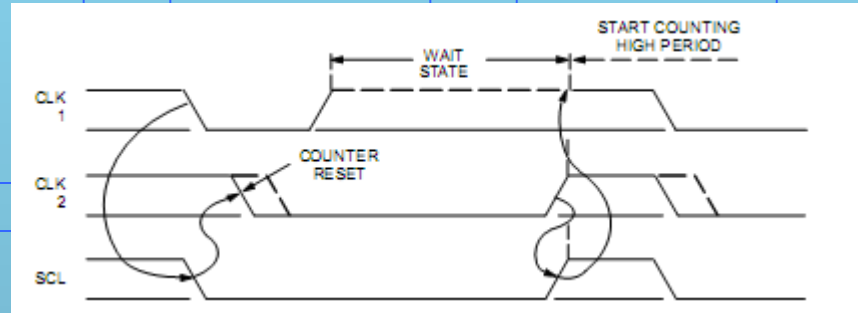 START COUNTING
HIGH PERIOD
WAIT
STATE
CLK
1
COUNTER
RESET
CLK
2
SCL